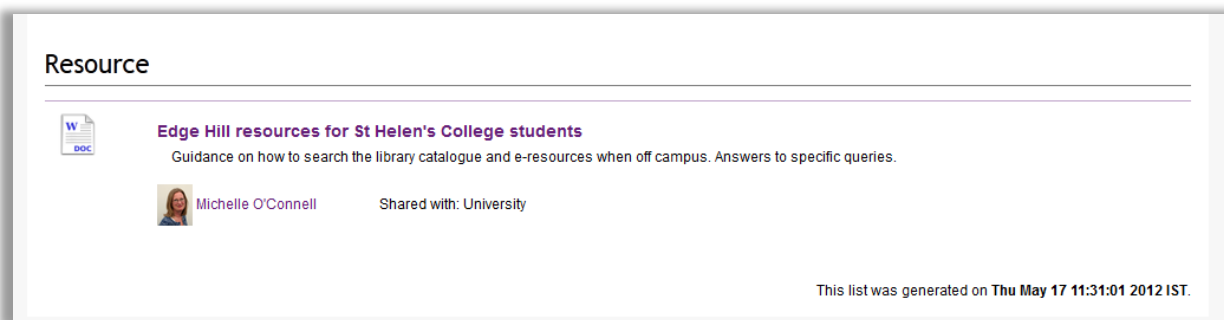 Resource
W
DOC
Edge Hill resources for St Helen's College students
Guidance on how to search the library catalogue and e-resources when off campus. Answers to specific queries.
Michelle O'Connell Shared with: University
This list was generated on Thu May 17 11:31:01 2012 IST.